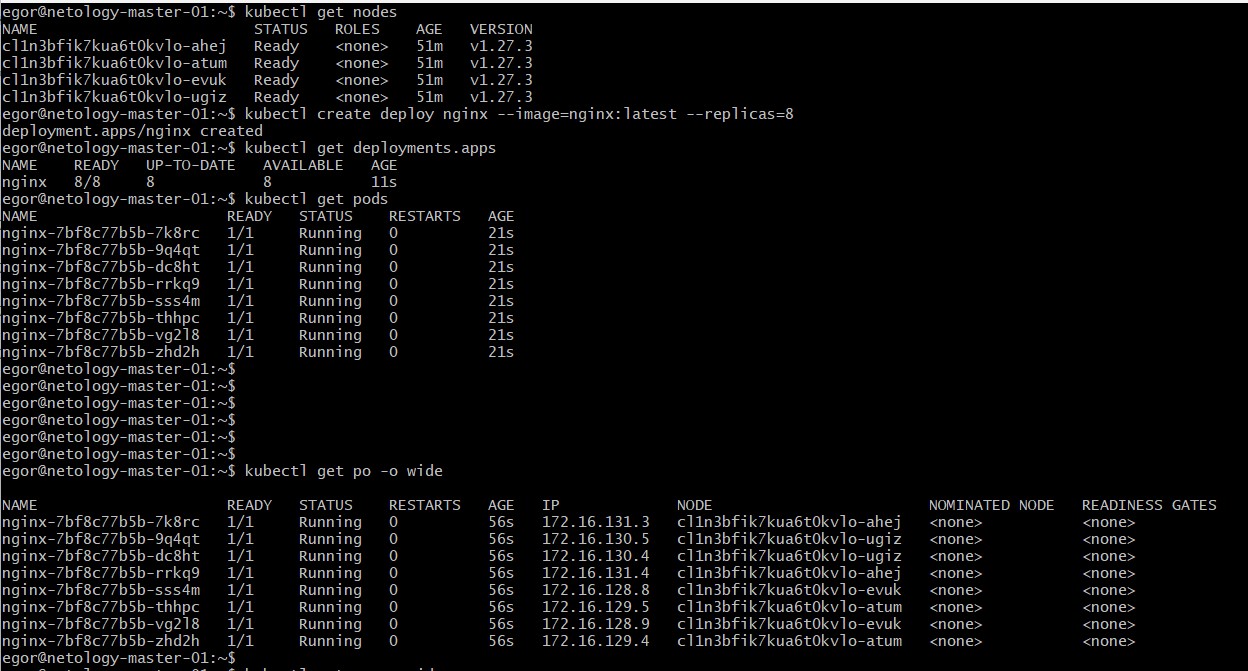 egor@netology-master-01:~$ kubectl get nodes
NAME                        STATUS   ROLES    AGE   VERSION
cl1n3bfik7kua6t0kvlo-ahej   Ready    <none>   51m   v1.27.3
cl1n3bfik7kua6t0kvlo-atum   Ready    <none>   51m   v1.27.3
cl1n3bfik7kua6t0kvlo-evuk   Ready    <none>   51m   v1.27.3
cl1n3bfik7kua6t0kvlo-ugiz   Ready    <none>   51m   v1.27.3
egor@netology-master-01:~$ kubectl create deploy nginx --image=nginx:latest --replicas=8
deployment.apps/nginx created
egor@netology-master-01:~$ kubectl get deployments.apps
NAME    READY   UP-TO-DATE   AVAILABLE   AGE
nginx   8/8     8            8           11s
egor@netology-master-01:~$ kubectl get pods
NAME                     READY   STATUS    RESTARTS   AGE
nginx-7bf8c77b5b-7k8rc   1/1     Running   0          21s
nginx-7bf8c77b5b-9q4qt   1/1     Running   0          21s
nginx-7bf8c77b5b-dc8ht   1/1     Running   0          21s
nginx-7bf8c77b5b-rrkq9   1/1     Running   0          21s
nginx-7bf8c77b5b-sss4m   1/1     Running   0          21s
nginx-7bf8c77b5b-thhpc   1/1     Running   0          21s
nginx-7bf8c77b5b-vg2l8   1/1     Running   0          21s
nginx-7bf8c77b5b-zhd2h   1/1     Running   0          21s
egor@netology-master-01:~$
egor@netology-master-01:~$
egor@netology-master-01:~$
egor@netology-master-01:~$
egor@netology-master-01:~$
egor@netology-master-01:~$
egor@netology-master-01:~$ kubectl get po -o wide
NAME                     READY   STATUS    RESTARTS   AGE   IP             NODE                        NOMINATED NODE   READINESS GATES
nginx-7bf8c77b5b-7k8rc   1/1     Running   0          56s   172.16.131.3   cl1n3bfik7kua6t0kvlo-ahej   <none>           <none>
nginx-7bf8c77b5b-9q4qt   1/1     Running   0          56s   172.16.130.5   cl1n3bfik7kua6t0kvlo-ugiz   <none>           <none>
nginx-7bf8c77b5b-dc8ht   1/1     Running   0          56s   172.16.130.4   cl1n3bfik7kua6t0kvlo-ugiz   <none>           <none>
nginx-7bf8c77b5b-rrkq9   1/1     Running   0          56s   172.16.131.4   cl1n3bfik7kua6t0kvlo-ahej   <none>           <none>
nginx-7bf8c77b5b-sss4m   1/1     Running   0          56s   172.16.128.8   cl1n3bfik7kua6t0kvlo-evuk   <none>           <none>
nginx-7bf8c77b5b-thhpc   1/1     Running   0          56s   172.16.129.5   cl1n3bfik7kua6t0kvlo-atum   <none>           <none>
nginx-7bf8c77b5b-vg2l8   1/1     Running   0          56s   172.16.128.9   cl1n3bfik7kua6t0kvlo-evuk   <none>           <none>
nginx-7bf8c77b5b-zhd2h   1/1     Running   0          56s   172.16.129.4   cl1n3bfik7kua6t0kvlo-atum   <none>           <none>
egor@netology-master-01:~$